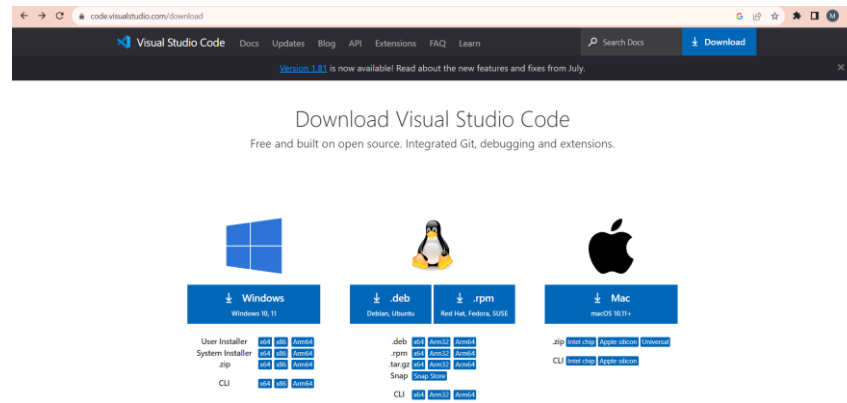 code.visualstudio.com/download
Visual Studio Code Docs Updates Blog API Extensions FAQ Learn Search Docs Download
Version 1.81 is now available! Read about the new features and fixes from July.
Download Visual Studio Code
Free and built on open source. Integrated Git, debugging and extensions.
Windows
Windows 10, 11
User Installer x64 x86 Arm64
System Installer x64 x86 Arm64
.zip x64 x86 Arm64
CLI x64 x86 Arm64
.deb
Debian, Ubuntu
.rpm
Red Hat, Fedora, SUSE
.deb x64 Arm32 Arm64
.rpm x64 Arm32 Arm64
.tar.gz x64 Arm32 Arm64
Snap Snap Store
CLI x64 Arm32 Arm64
Mac
macOS 10.11+
.zip Intel chip Apple silicon Universal
CLI Intel chip Apple silicon